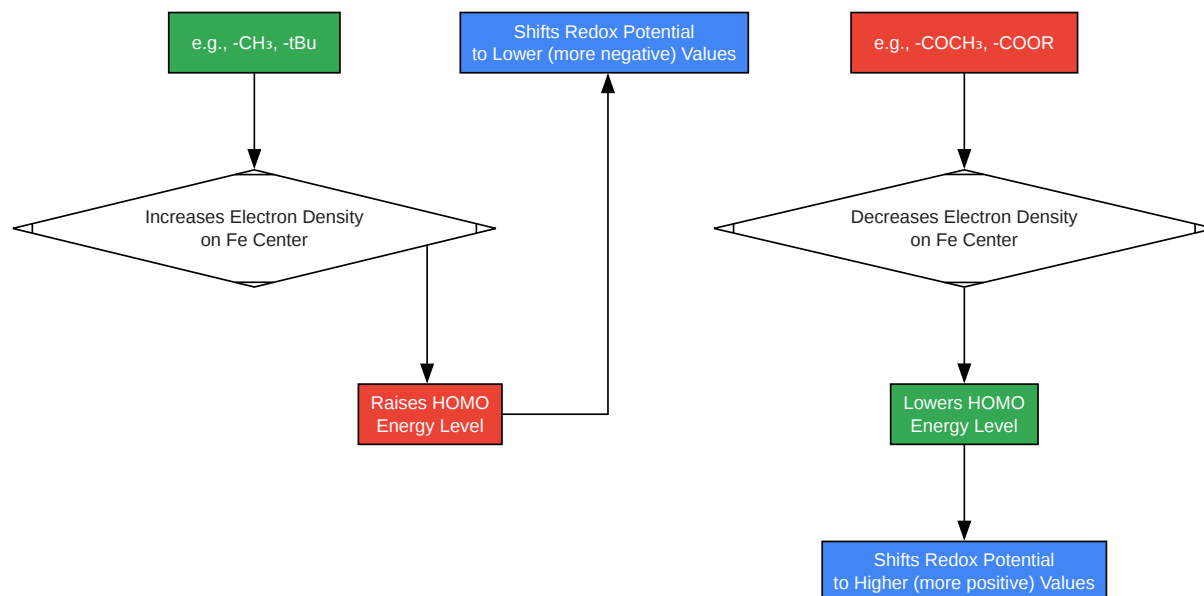 e.g., -CH₃, -tBu
Shifts Redox Potential
to Lower (more negative) Values
e.g., -COCH₃, -COOR
Increases Electron Density
on Fe Center
Decreases Electron Density
on Fe Center
Raises HOMO
Energy Level
Lowers HOMO
Energy Level
Shifts Redox Potential
to Higher (more positive) Values